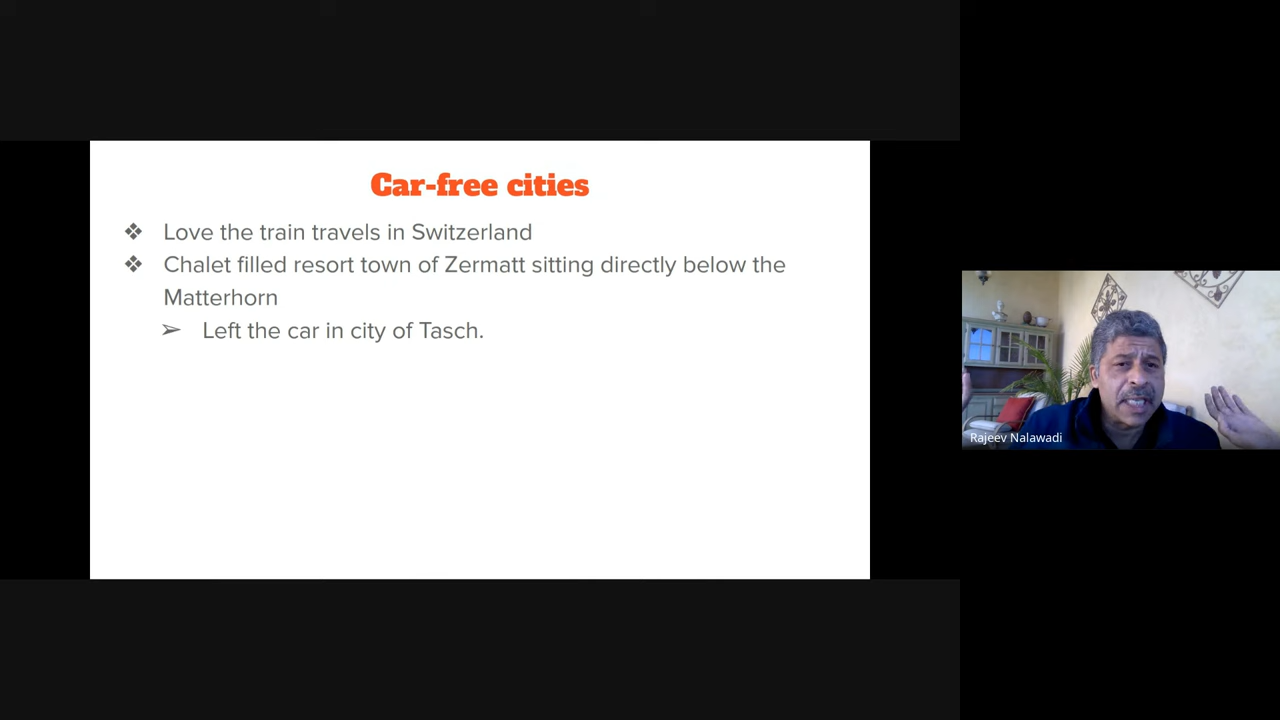 Car-free cities
❖ Love the train travels in Switzerland
❖ Chalet filled resort town of Zermatt sitting directly below the
Matterhorn
➢ Left the car in city of Tasch.
Rajeev Nalawadi